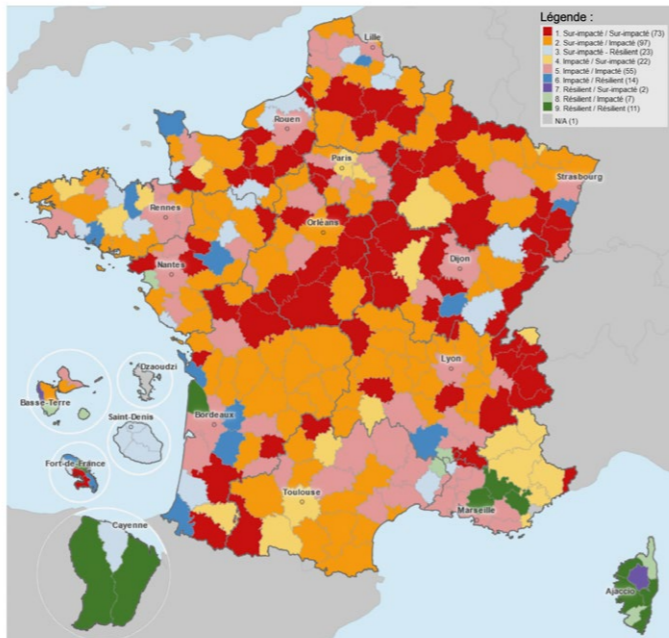 Légende :
1. Sur-impacté / Sur-impacté (73)
2. Sur-impacté / Impacté (97)
3. Sur-impacté - Résilient (23)
4. Impacté / Sur-impacté (22)
5. Impacté / Impacté (55)
6. Impacté / Résilient (14)
7. Résilient / Sur-impacté (2)
8. Résilient / Impacté (7)
9. Résilient / Résilient (11)
N/A (1)
Lille
Rouen
Paris
Strasbourg
Rennes
Orléans
Nantes
Dijon
Lyon
Dzaoudzi
Basse-Terre
Saint-Denis
Bordeaux
Fort-de-France
Toulouse
Marseille
Cayenne
Ajaccio